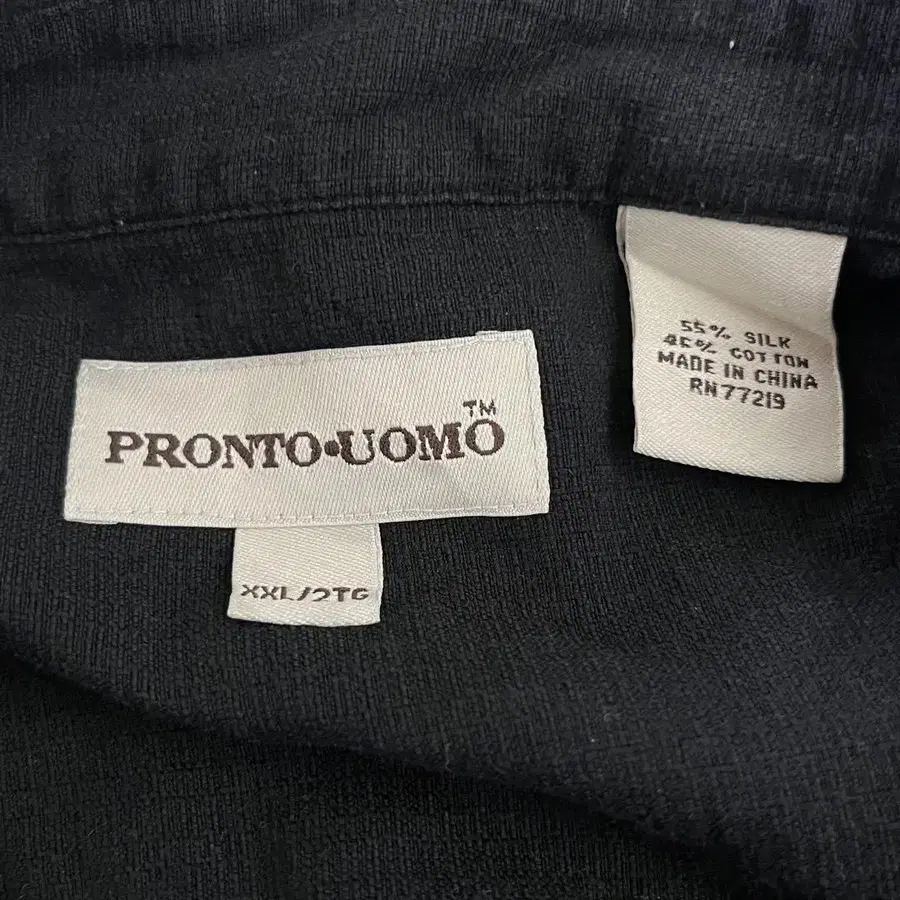 PRONTO•UOMO™
XXL/2TG
55% SILK
45% COTTON
MADE IN CHINA
RN77219